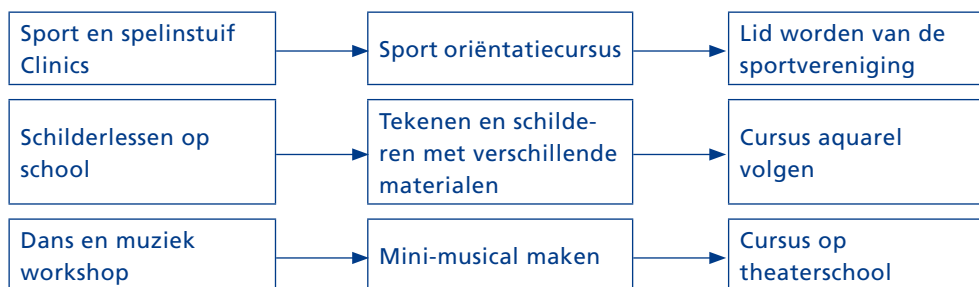 Sport en spelinstuif
Clinics
Sport oriëntatiecursus
Lid worden van de
sportvereniging
Schilderlessen op
school
Tekenen en schilde-
ren met verschillende
materialen
Cursus aquarel
volgen
Dans en muziek
workshop
Mini-musical maken
Cursus op
theaterschool